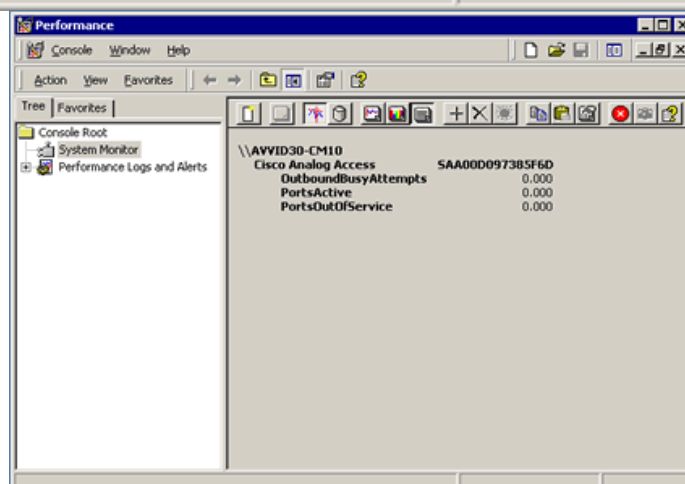 Performance
Console Window Help
Action View Favorites
Tree Favorites
Console Root
System Monitor
Performance Logs and Alerts
\\AVVID30-CM10
Cisco Analog Access SAA00D097385F6D
OutboundBusyAttempts 0.000
PortsActive 0.000
PortsOutOfService 0.000